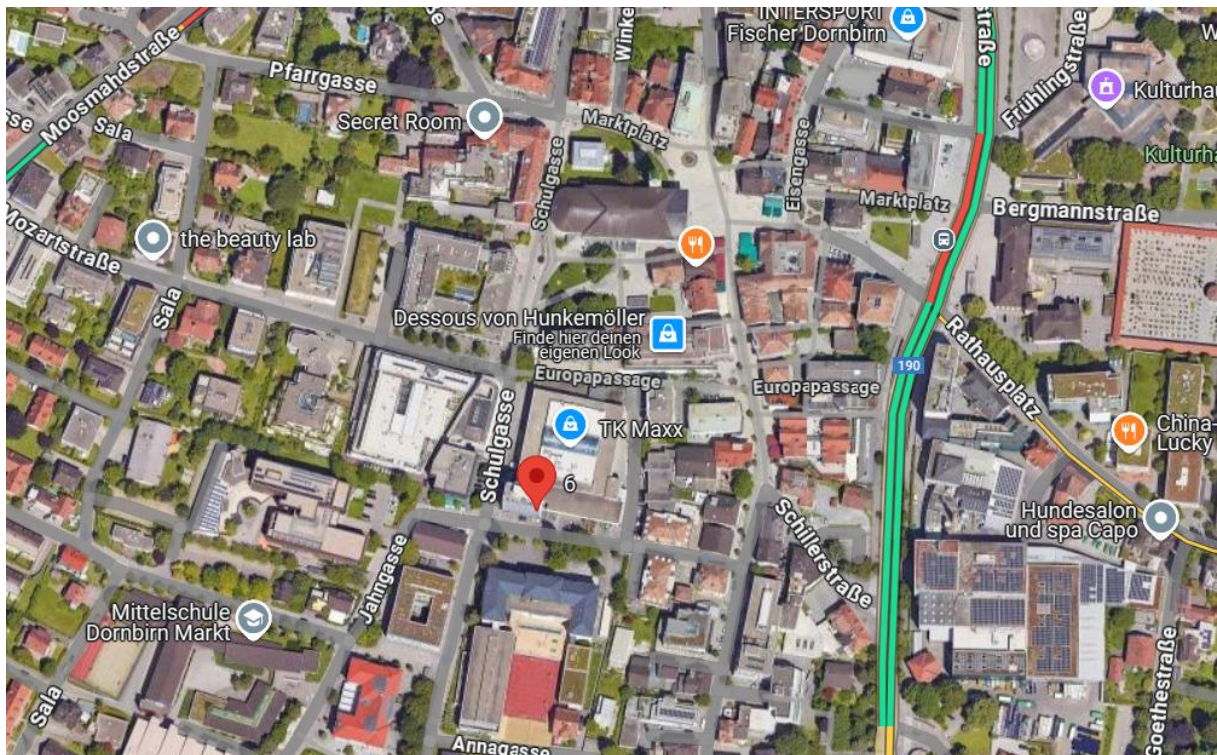 INTERSPORT
Fischer Dornbirn
straße
Moosmahdstraße
Pfarrgasse
Winke
Frühlingstraße
W
Kulturhau
sse
Sala
Secret Room
Marktplatz
Kulturha
Schulgasse
Eisengasse
Marktplatz
Bergmannstraße
Mozartstraße
the beauty lab
Sala
Dessous von Hunkemöller
Finde hier deinen
eigenen Look
Europapassage
Europapassage
190
Rathausplatz
Schulgasse
TK Maxx
China-
Lucky
6
Hundesalon
und spa Capo
Schillerstraße
Jahngasse
Mittelschule
Dornbirn Markt
Sala
Annagasse
Goethestraße